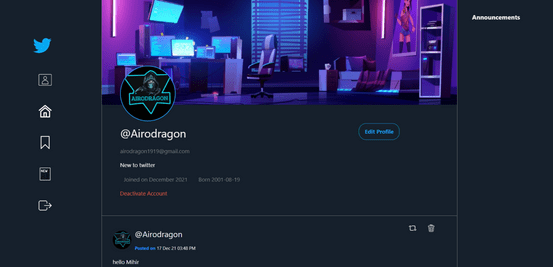 Announcements
AIRODRAGON
@Airodragon
Edit Profile
airodragon1919@gmail.com
New to twitter
Joined on December 2021 Born 2001-08-19
Deactivate Account
@Airodragon
Posted on 17 Dec 21 03:48 PM
hello Mihir
NEW